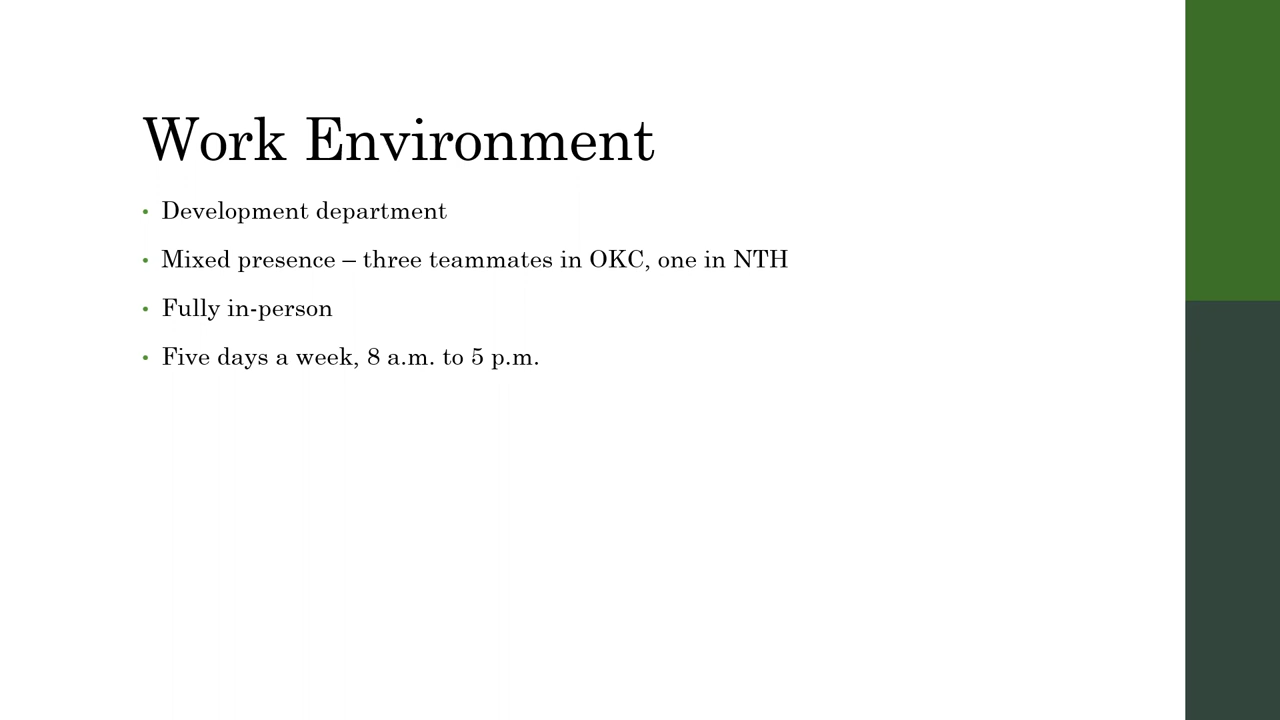 Work Environment
• Development department
• Mixed presence – three teammates in OKC, one in NTH
• Fully in-person
• Five days a week, 8 a.m. to 5 p.m.